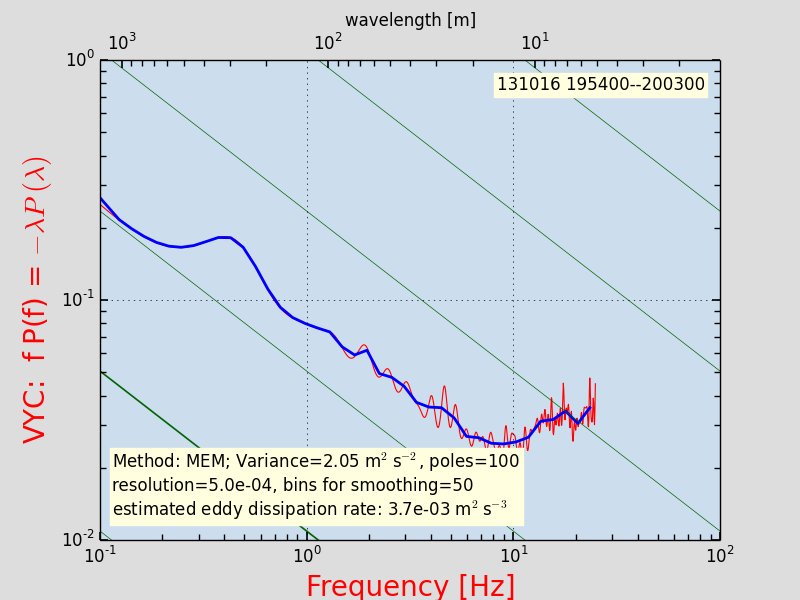 wavelength [m]
10³ 10² 10¹
10⁰
131016 195400--200300
10⁻¹
VYC: f P(f) = −λP(λ)
Method: MEM; Variance=2.05 m² s⁻², poles=100
resolution=5.0e-04, bins for smoothing=50
estimated eddy dissipation rate: 3.7e-03 m² s⁻³
10⁻²
10⁻¹ 10⁰ 10¹ 10²
Frequency [Hz]